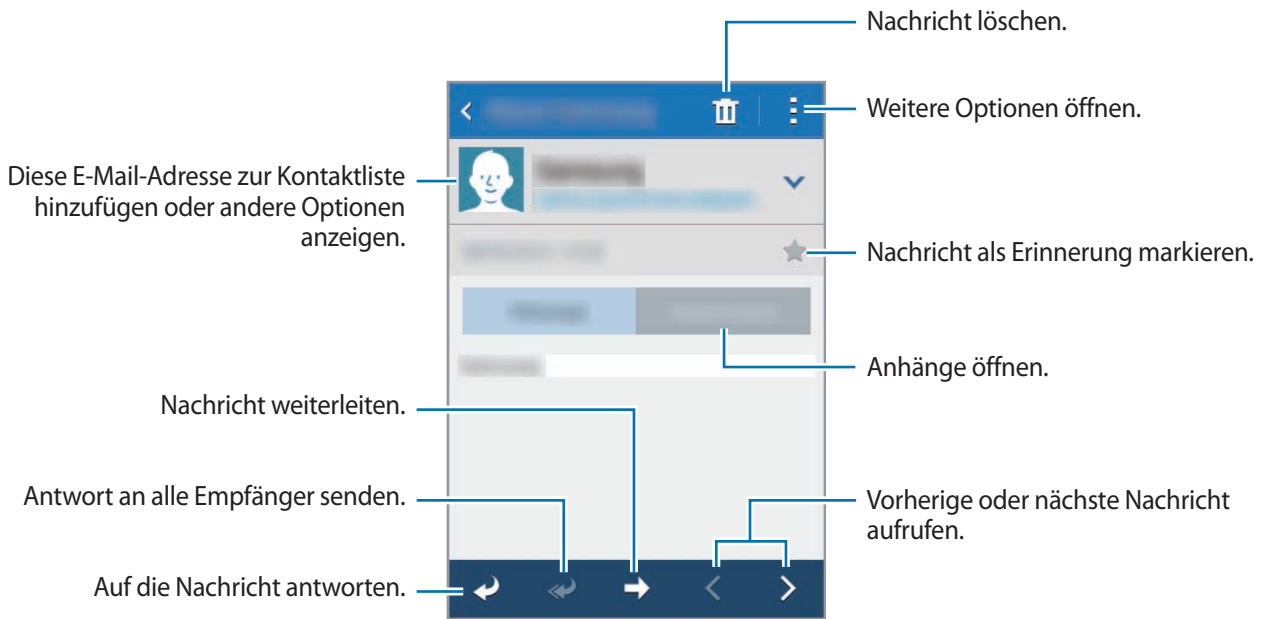 Nachricht löschen.
Weitere Optionen öffnen.
Diese E-Mail-Adresse zur Kontaktliste
hinzufügen oder andere Optionen
anzeigen.
Nachricht als Erinnerung markieren.
Anhänge öffnen.
Nachricht weiterleiten.
Antwort an alle Empfänger senden.
Vorherige oder nächste Nachricht
aufrufen.
Auf die Nachricht antworten.